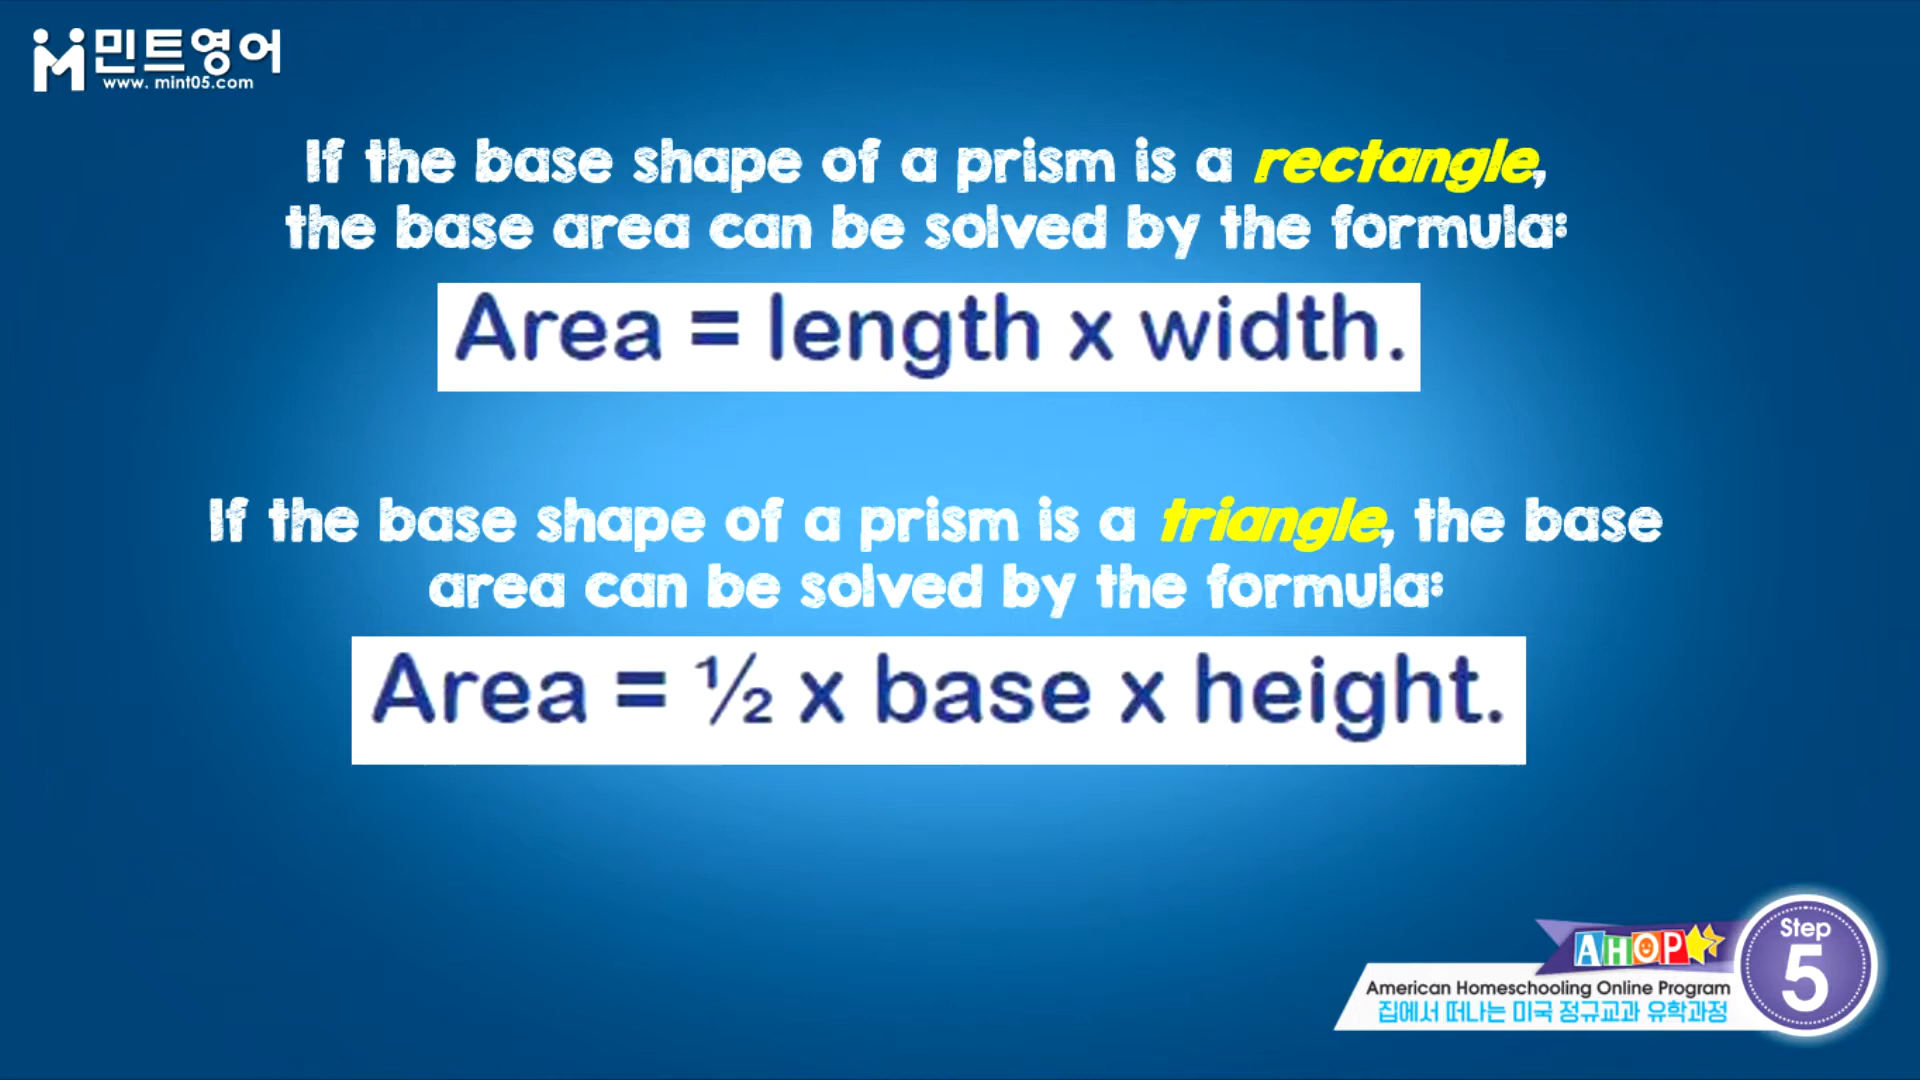 민트영어
www. mint05.com
If the base shape of a prism is a rectangle,
the base area can be solved by the formula:
Area = length x width.
If the base shape of a prism is a triangle, the base
area can be solved by the formula:
Area = ½ x base x height.
AHOP
Step
5
American Homeschooling Online Program
집에서 떠나는 미국 정규교과 유학과정